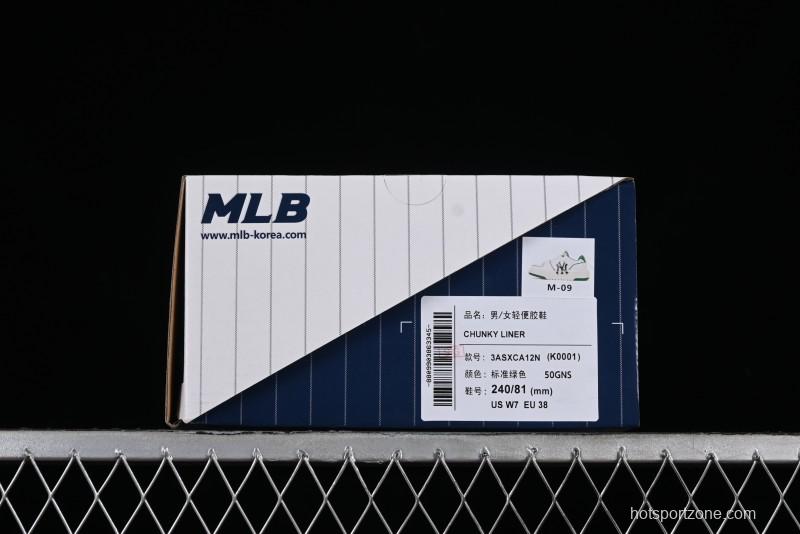 MLB
www.mlb-korea.com
NY
M-09
品名: 男/女轻便胶鞋
CHUNKY LINER
款号: 3ASXCA12N (K0001)
颜色: 标准绿色 50GNS
鞋号: 240/81 (mm)
US W7 EU 38
-8809903863345-
hotsportzone.com